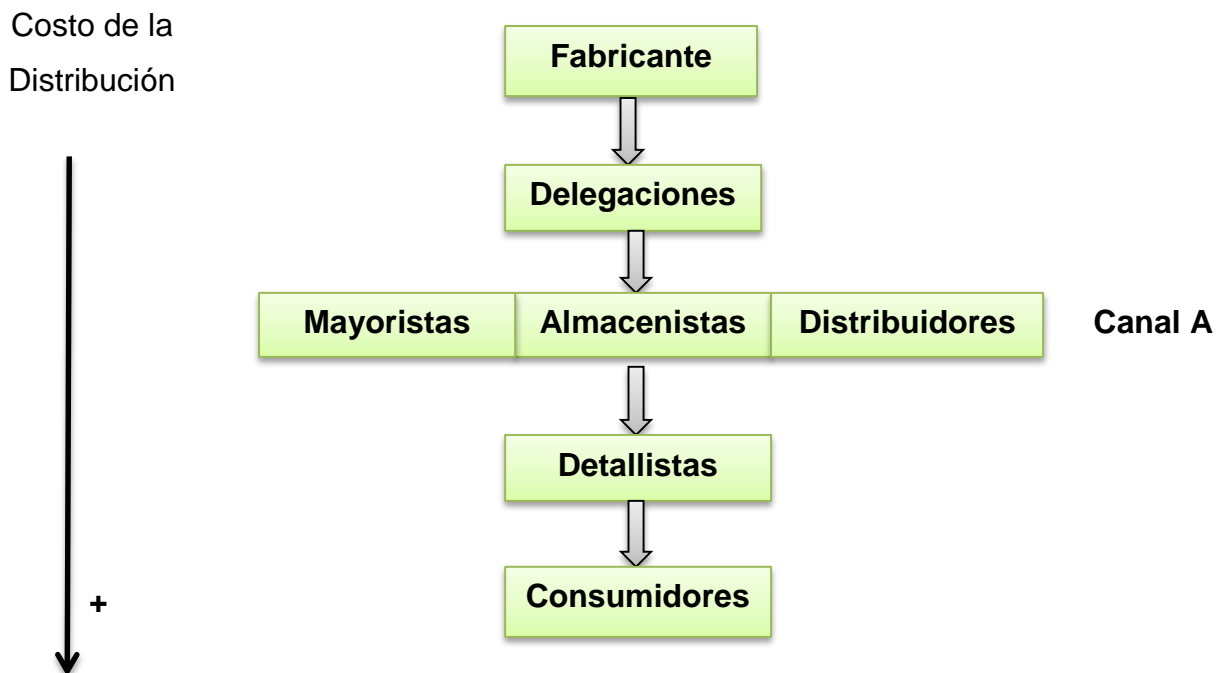 Costo de la
Distribución
Fabricante
Delegaciones
Mayoristas Almacenistas Distribuidores Canal A
Detallistas
Consumidores
+